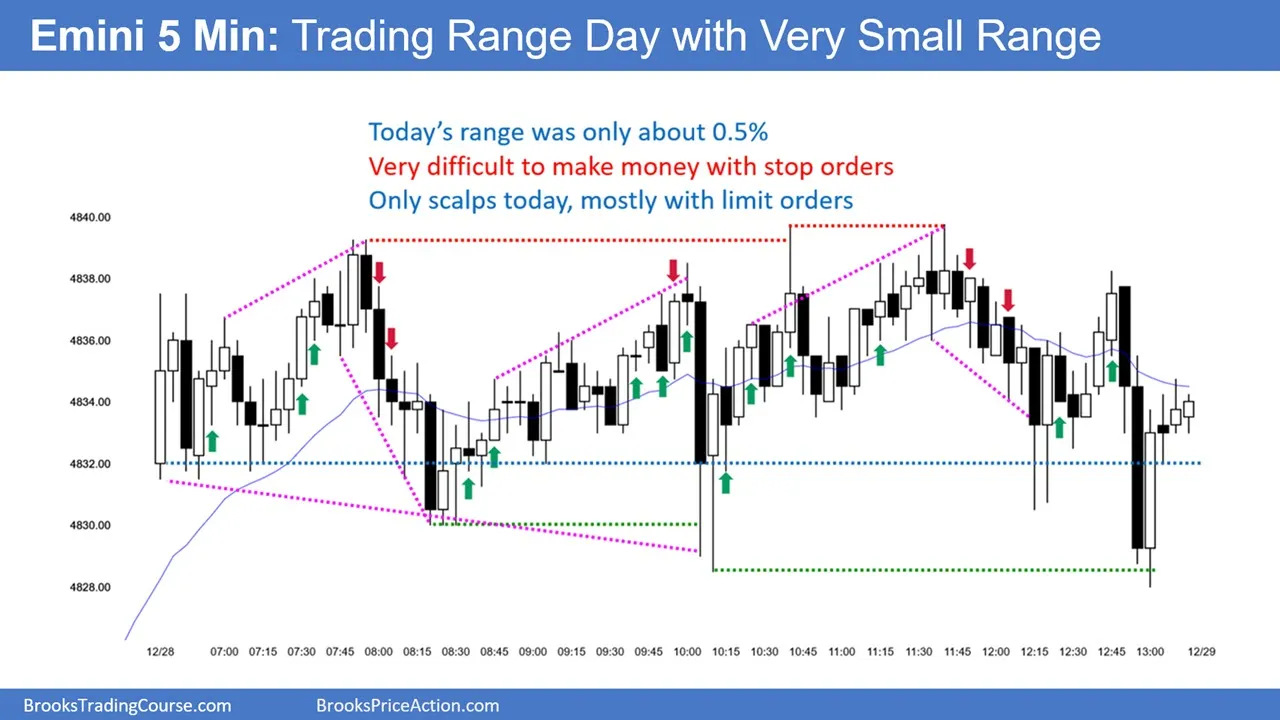 Emini 5 Min: Trading Range Day with Very Small Range
Today's range was only about 0.5%
Very difficult to make money with stop orders
Only scalps today, mostly with limit orders
4840.00
4838.00
4836.00
4834.00
4832.00
4830.00
4828.00
12/28 07:00 07:15 07:30 07:45 08:00 08:15 08:30 08:45 09:00 09:15 09:30 09:45 10:00 10:15 10:30 10:45 11:00 11:15 11:30 11:45 12:00 12:15 12:30 12:45 13:00 12/29
BrooksTradingCourse.com BrooksPriceAction.com